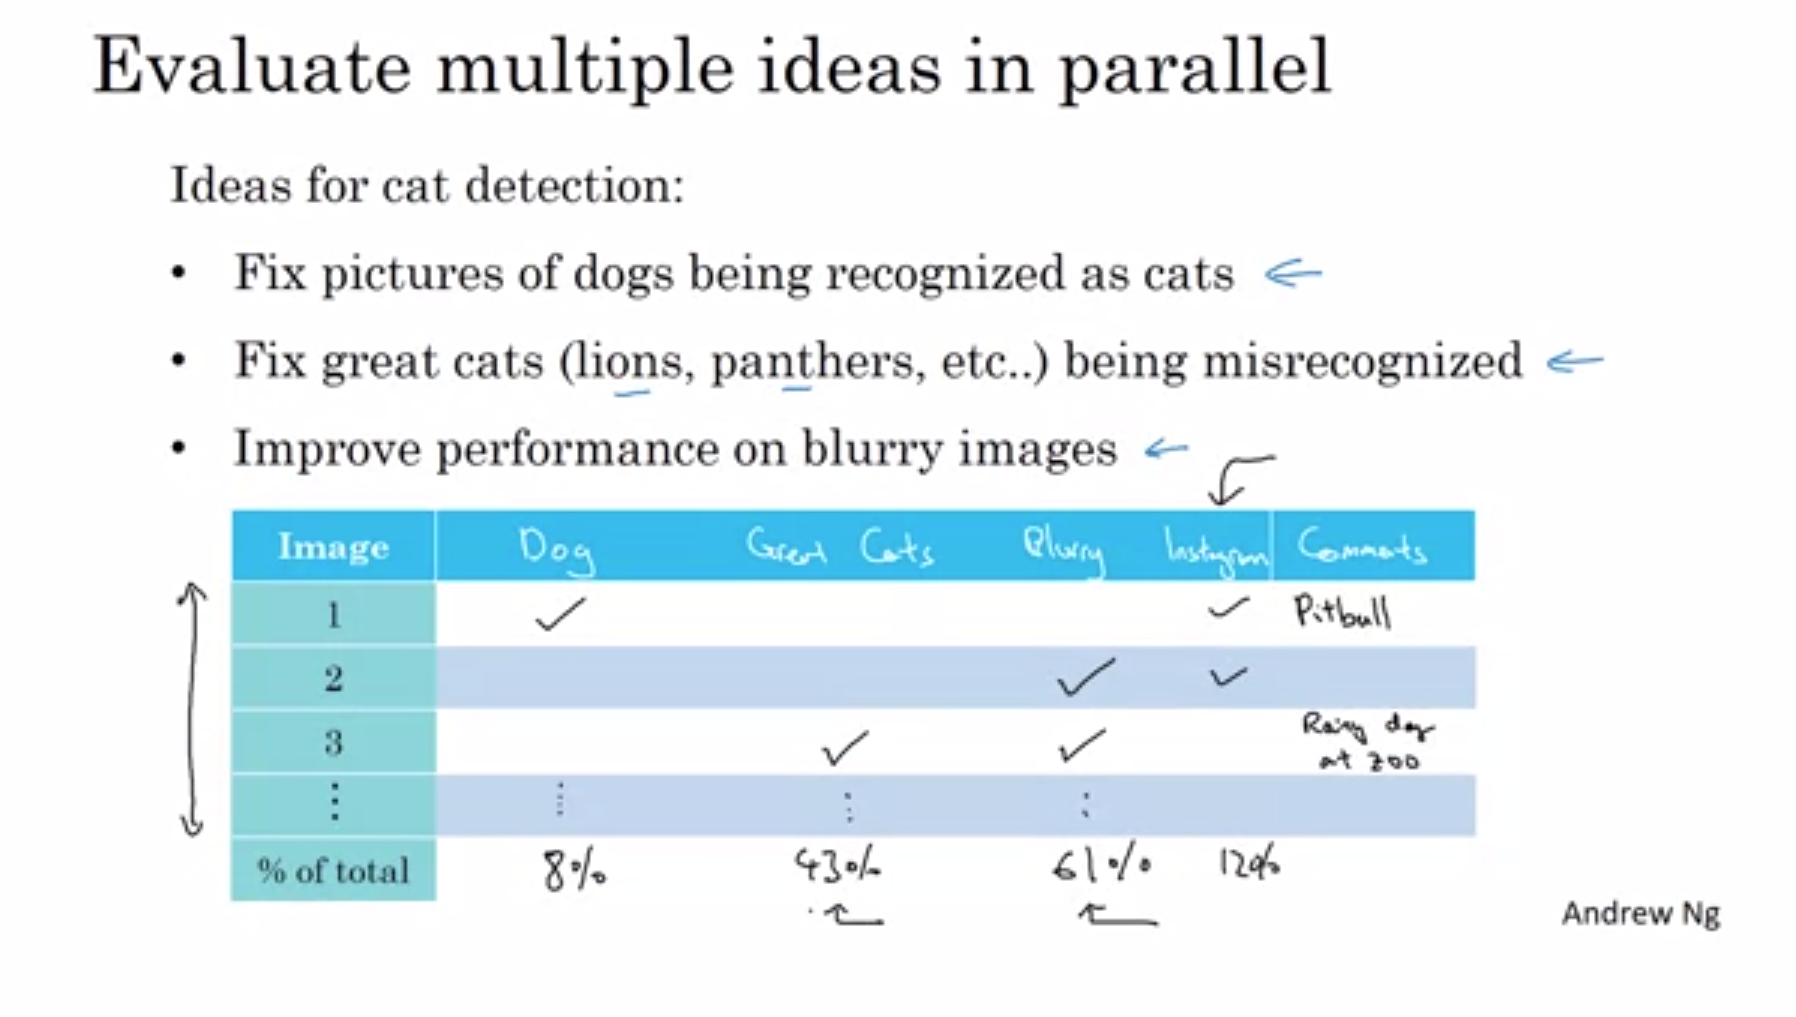 Evaluate multiple ideas in parallel
Ideas for cat detection:
• Fix pictures of dogs being recognized as cats
• Fix great cats (lions, panthers, etc..) being misrecognized
• Improve performance on blurry images
Image Dog Great Cats Blurry Instagram Comments
1 ✓ ✓ Pitbull
2 ✓ ✓
3 ✓ ✓ Rainy day
at zoo
⋮ ⋮ ⋮ ⋮
% of total 8% 43% 61% 12%
Andrew Ng